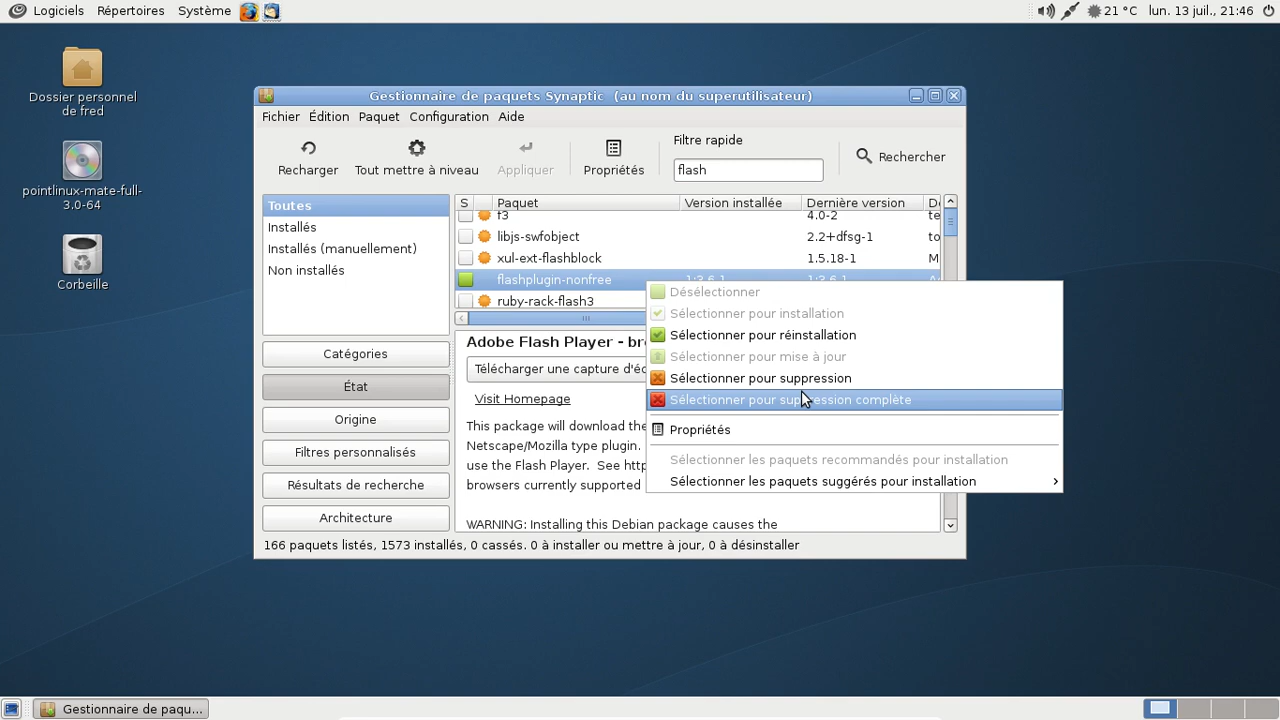 Logiciels Répertoires Système 21 °C lun. 13 juil., 21:46
Dossier personnel
de fred
pointlinux-mate-full-
3.0-64
Corbeille
Gestionnaire de paquets Synaptic (au nom du superutilisateur)
Fichier Édition Paquet Configuration Aide
Recharger Tout mettre à niveau Appliquer Propriétés
Filtre rapide
flash
Rechercher
Toutes
Installés
Installés (manuellement)
Non installés
Catégories
État
Origine
Filtres personnalisés
Résultats de recherche
Architecture
S Paquet Version installée Dernière version
f3 4.0-2 te
libjs-swfobject 2.2+dfsg-1 to
xul-ext-flashblock 1.5.18-1 M
flashplugin-nonfree
ruby-rack-flash3
Désélectionner
Sélectionner pour installation
Sélectionner pour réinstallation
Sélectionner pour mise à jour
Sélectionner pour suppression
Sélectionner pour suppression complète
Propriétés
Sélectionner les paquets recommandés pour installation
Sélectionner les paquets suggérés pour installation
Adobe Flash Player - br
Télécharger une capture d'éc
Visit Homepage
This package will download the
Netscape/Mozilla type plugin.
use the Flash Player. See http
browsers currently supported
WARNING: Installing this Debian package causes the
166 paquets listés, 1573 installés, 0 cassés. 0 à installer ou mettre à jour, 0 à désinstaller
Gestionnaire de paqu...